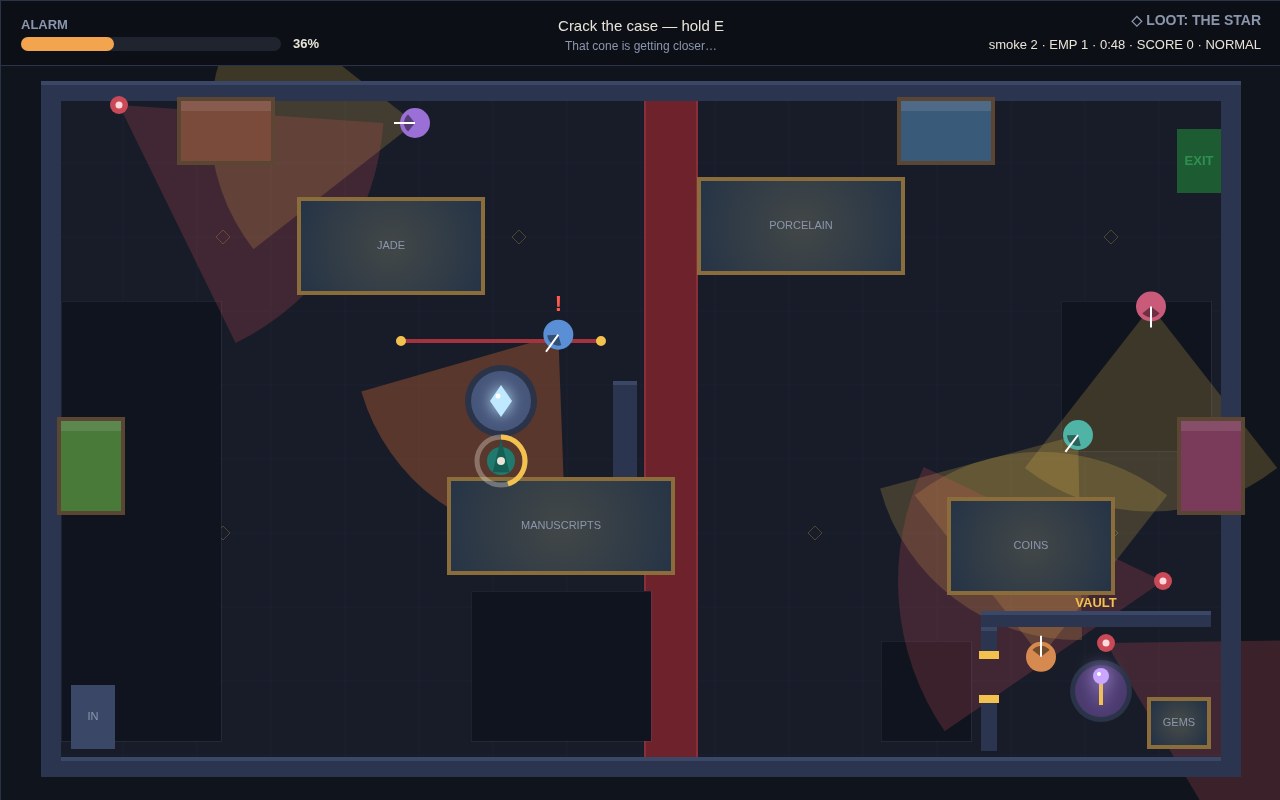 ALARM
36%
Crack the case — hold E
That cone is getting closer…
◇ LOOT: THE STAR
smoke 2 · EMP 1 · 0:48 · SCORE 0 · NORMAL
EXIT
JADE
PORCELAIN
!
MANUSCRIPTS
COINS
VAULT
IN
GEMS